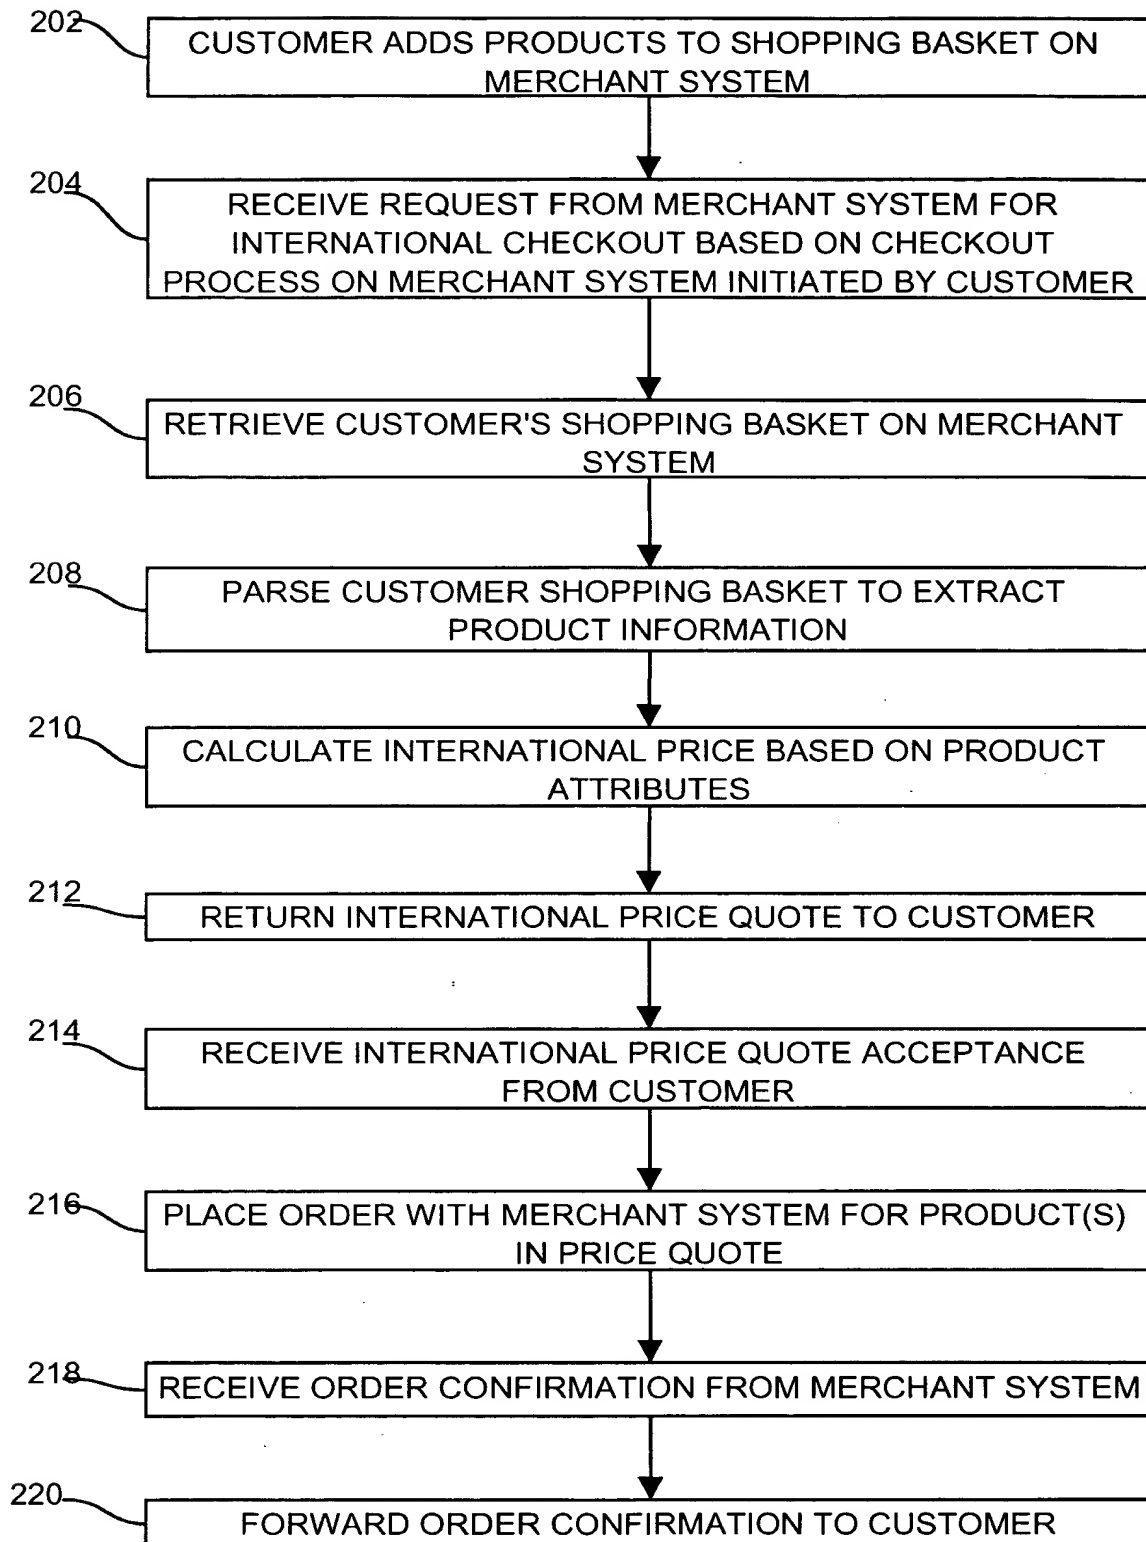 202
CUSTOMER ADDS PRODUCTS TO SHOPPING BASKET ON
MERCHANT SYSTEM
204
RECEIVE REQUEST FROM MERCHANT SYSTEM FOR
INTERNATIONAL CHECKOUT BASED ON CHECKOUT
PROCESS ON MERCHANT SYSTEM INITIATED BY CUSTOMER
206
RETRIEVE CUSTOMER'S SHOPPING BASKET ON MERCHANT
SYSTEM
208
PARSE CUSTOMER SHOPPING BASKET TO EXTRACT
PRODUCT INFORMATION
210
CALCULATE INTERNATIONAL PRICE BASED ON PRODUCT
ATTRIBUTES
212
RETURN INTERNATIONAL PRICE QUOTE TO CUSTOMER
214
RECEIVE INTERNATIONAL PRICE QUOTE ACCEPTANCE
FROM CUSTOMER
216
PLACE ORDER WITH MERCHANT SYSTEM FOR PRODUCT(S)
IN PRICE QUOTE
218
RECEIVE ORDER CONFIRMATION FROM MERCHANT SYSTEM
220
FORWARD ORDER CONFIRMATION TO CUSTOMER